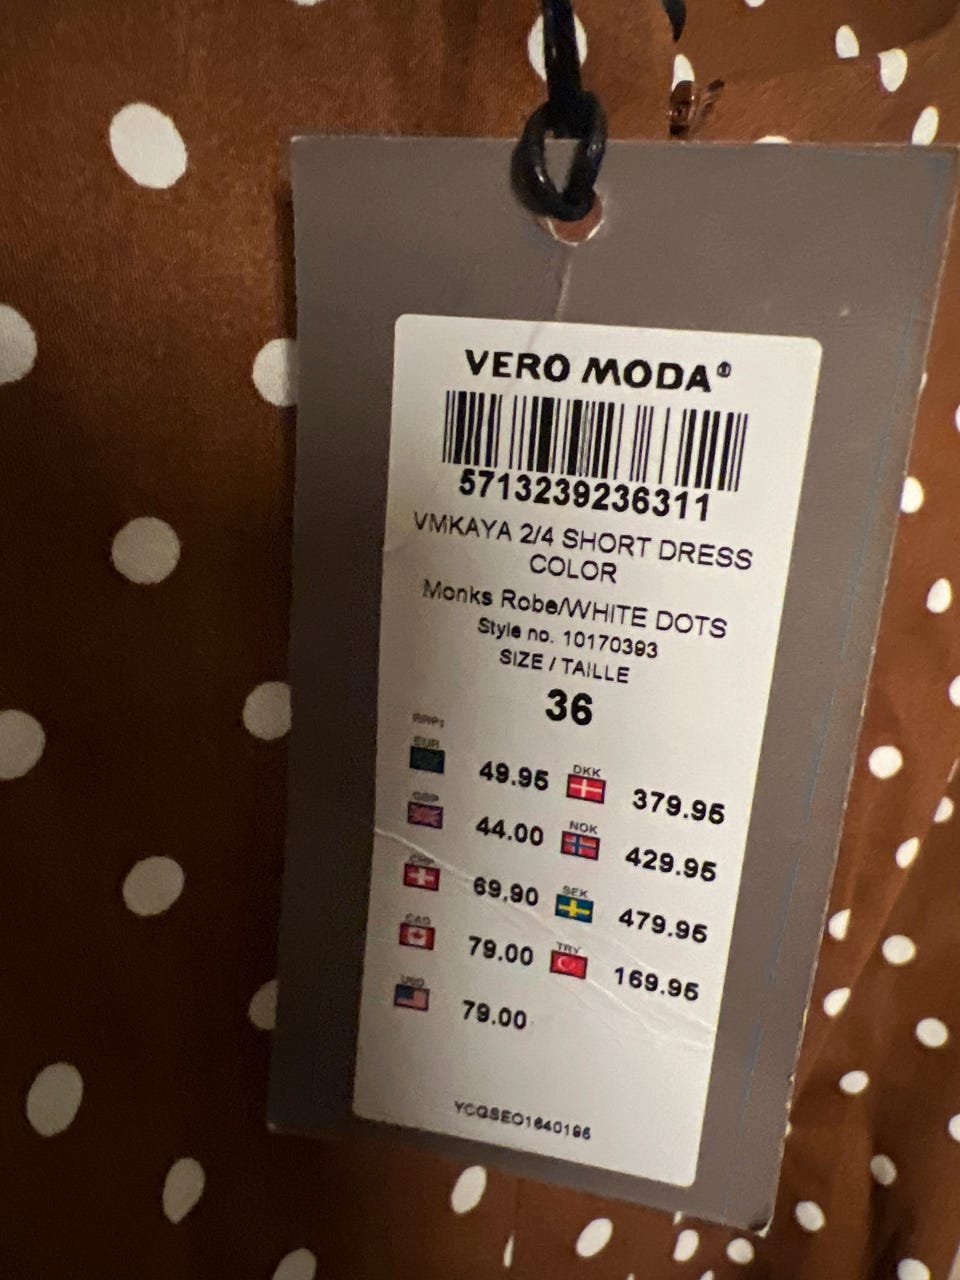 VERO MODA®
5713239236311
VMKAYA 2/4 SHORT DRESS
COLOR
Monks Robe/WHITE DOTS
Style no. 10170393
SIZE / TAILLE
36
RRP:
EUR 49.95 DKK 379.95
GBP 44.00 NOK 429.95
CHF 69,90 SEK 479.95
CAD 79.00 TRY 169.95
USD 79.00
YCQSEO1640195